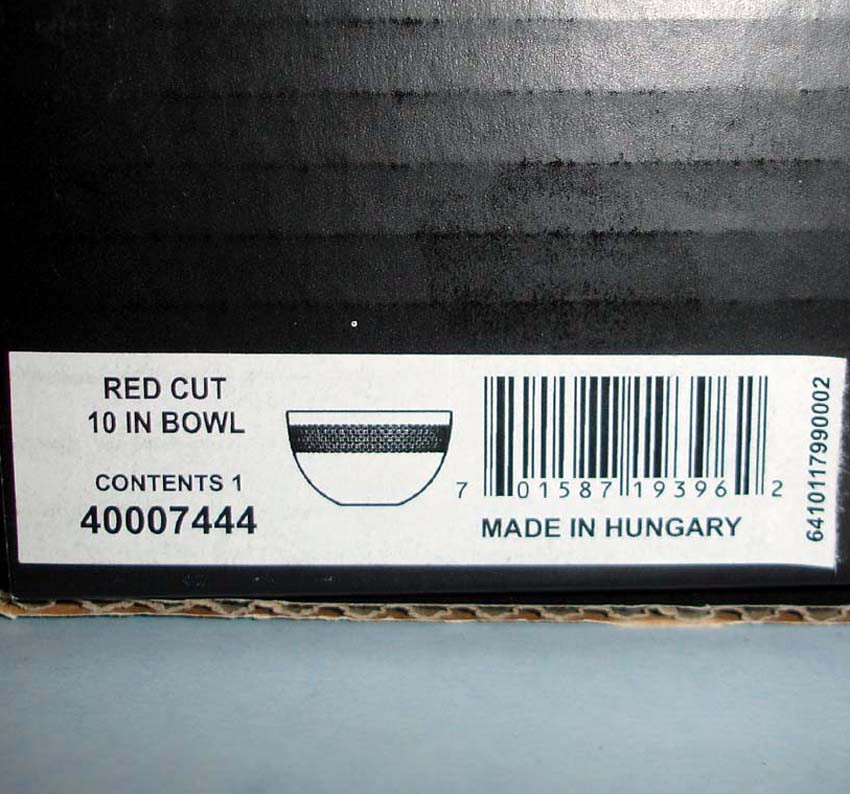 RED CUT
10 IN BOWL
CONTENTS 1
40007444
7 01587 19396 2
MADE IN HUNGARY
6410117990002